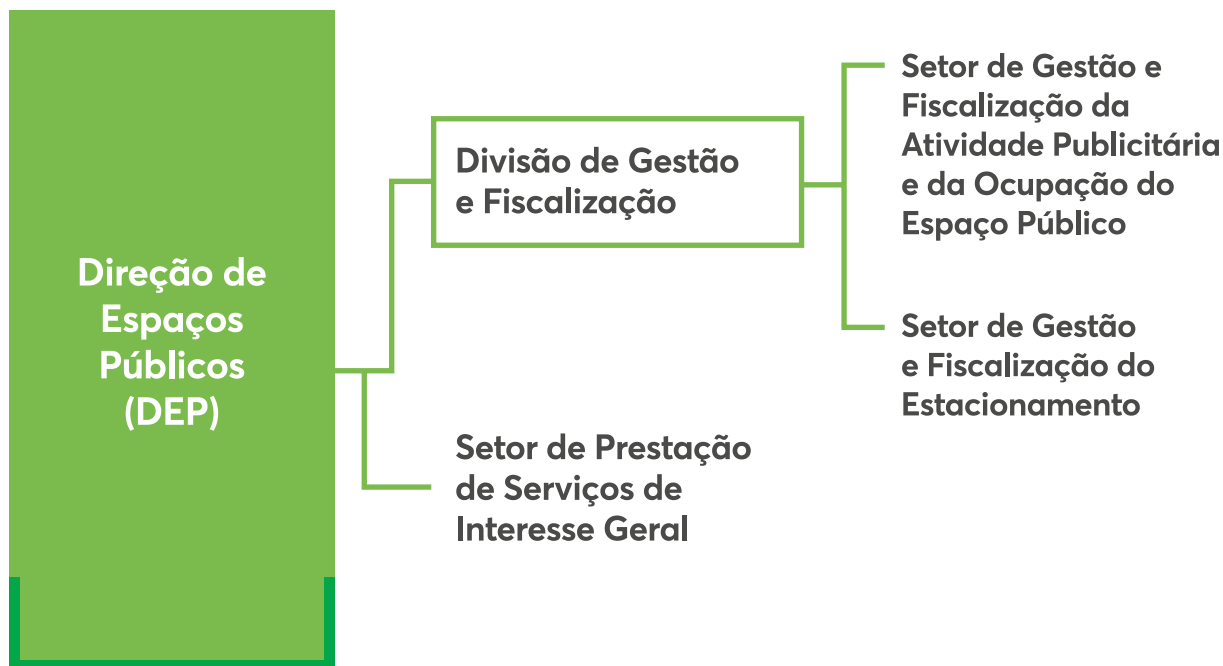 Direção de
Espaços
Públicos
(DEP)
Divisão de Gestão
e Fiscalização
Setor de Prestação
de Serviços de
Interesse Geral
Setor de Gestão e
Fiscalização da
Atividade Publicitária
e da Ocupação do
Espaço Público
Setor de Gestão
e Fiscalização do
Estacionamento